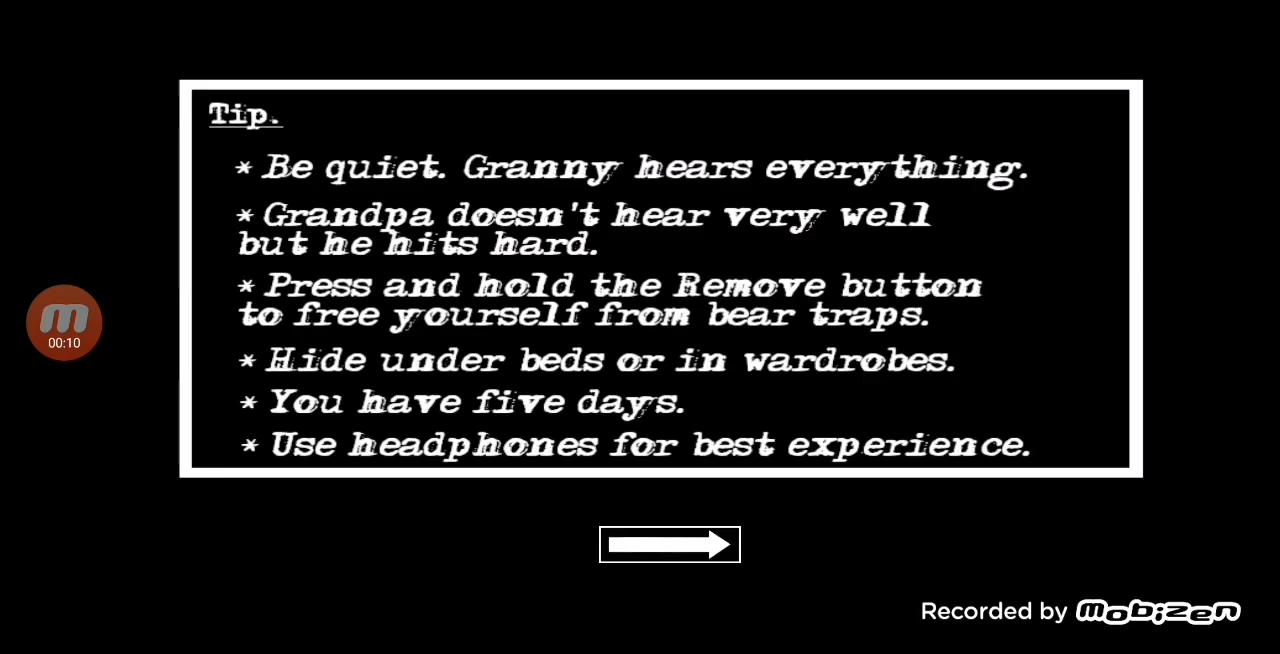 Tip.
* Be quiet. Granny hears everything.
* Grandpa doesn't hear very well
but he hits hard.
* Press and hold the Remove button
to free yourself from bear traps.
* Hide under beds or in wardrobes.
* You have five days.
* Use headphones for best experience.
m
00:10
Recorded by mobizen